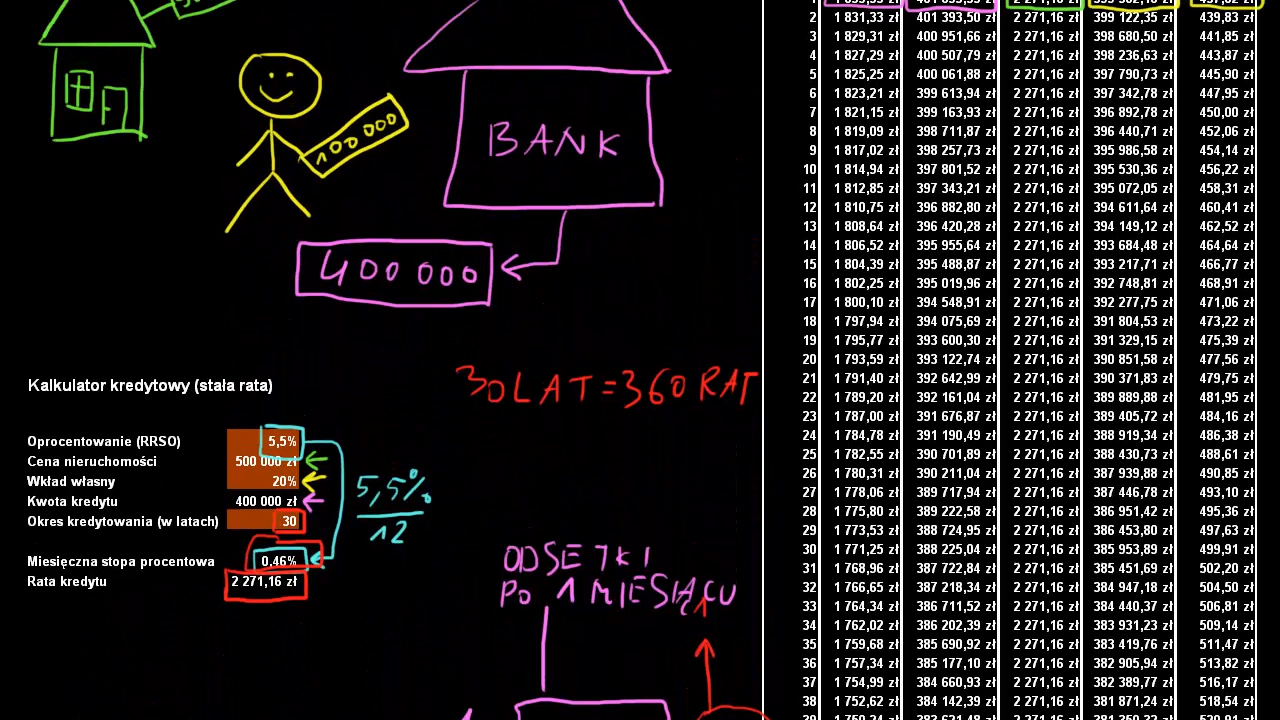 BANK
100 000
400 000
30 LAT = 360 RAT
Kalkulator kredytowy (stała rata)
Oprocentowanie (RRSO) 5,5%
Cena nieruchomości 500 000 zł
Wkład własny 20%
Kwota kredytu 400 000 zł
Okres kredytowania (w latach) 30
Miesięczna stopa procentowa 0,46%
Rata kredytu 2 271,16 zł
5,5%
12
ODSETKI
PO 1 MIESIĄCU
2 1 831,33 zł 401 393,50 zł 2 271,16 zł 399 122,35 zł 439,83 zł
3 1 829,31 zł 400 951,66 zł 2 271,16 zł 398 680,50 zł 441,85 zł
4 1 827,29 zł 400 507,79 zł 2 271,16 zł 398 236,63 zł 443,87 zł
5 1 825,25 zł 400 061,88 zł 2 271,16 zł 397 790,73 zł 445,90 zł
6 1 823,21 zł 399 613,94 zł 2 271,16 zł 397 342,78 zł 447,95 zł
7 1 821,15 zł 399 163,93 zł 2 271,16 zł 396 892,78 zł 450,00 zł
8 1 819,09 zł 398 711,87 zł 2 271,16 zł 396 440,71 zł 452,06 zł
9 1 817,02 zł 398 257,73 zł 2 271,16 zł 395 986,58 zł 454,14 zł
10 1 814,94 zł 397 801,52 zł 2 271,16 zł 395 530,36 zł 456,22 zł
11 1 812,85 zł 397 343,21 zł 2 271,16 zł 395 072,05 zł 458,31 zł
12 1 810,75 zł 396 882,80 zł 2 271,16 zł 394 611,64 zł 460,41 zł
13 1 808,64 zł 396 420,28 zł 2 271,16 zł 394 149,12 zł 462,52 zł
14 1 806,52 zł 395 955,64 zł 2 271,16 zł 393 684,48 zł 464,64 zł
15 1 804,39 zł 395 488,87 zł 2 271,16 zł 393 217,71 zł 466,77 zł
16 1 802,25 zł 395 019,96 zł 2 271,16 zł 392 748,81 zł 468,91 zł
17 1 800,10 zł 394 548,91 zł 2 271,16 zł 392 277,75 zł 471,06 zł
18 1 797,94 zł 394 075,69 zł 2 271,16 zł 391 804,53 zł 473,22 zł
19 1 795,77 zł 393 600,30 zł 2 271,16 zł 391 329,15 zł 475,39 zł
20 1 793,59 zł 393 122,74 zł 2 271,16 zł 390 851,58 zł 477,56 zł
21 1 791,40 zł 392 642,99 zł 2 271,16 zł 390 371,83 zł 479,75 zł
22 1 789,20 zł 392 161,04 zł 2 271,16 zł 389 889,88 zł 481,95 zł
23 1 787,00 zł 391 676,87 zł 2 271,16 zł 389 405,72 zł 484,16 zł
24 1 784,78 zł 391 190,49 zł 2 271,16 zł 388 919,34 zł 486,38 zł
25 1 782,55 zł 390 701,89 zł 2 271,16 zł 388 430,73 zł 488,61 zł
26 1 780,31 zł 390 211,04 zł 2 271,16 zł 387 939,88 zł 490,85 zł
27 1 778,06 zł 389 717,94 zł 2 271,16 zł 387 446,78 zł 493,10 zł
28 1 775,80 zł 389 222,58 zł 2 271,16 zł 386 951,42 zł 495,36 zł
29 1 773,53 zł 388 724,95 zł 2 271,16 zł 386 453,80 zł 497,63 zł
30 1 771,25 zł 388 225,04 zł 2 271,16 zł 385 953,89 zł 499,91 zł
31 1 768,96 zł 387 722,84 zł 2 271,16 zł 385 451,69 zł 502,20 zł
32 1 766,65 zł 387 218,34 zł 2 271,16 zł 384 947,18 zł 504,50 zł
33 1 764,34 zł 386 711,52 zł 2 271,16 zł 384 440,37 zł 506,81 zł
34 1 762,02 zł 386 202,39 zł 2 271,16 zł 383 931,23 zł 509,14 zł
35 1 759,68 zł 385 690,92 zł 2 271,16 zł 383 419,76 zł 511,47 zł
36 1 757,34 zł 385 177,10 zł 2 271,16 zł 382 905,94 zł 513,82 zł
37 1 754,99 zł 384 660,93 zł 2 271,16 zł 382 389,77 zł 516,17 zł
38 1 752,62 zł 384 142,39 zł 2 271,16 zł 381 871,24 zł 518,54 zł